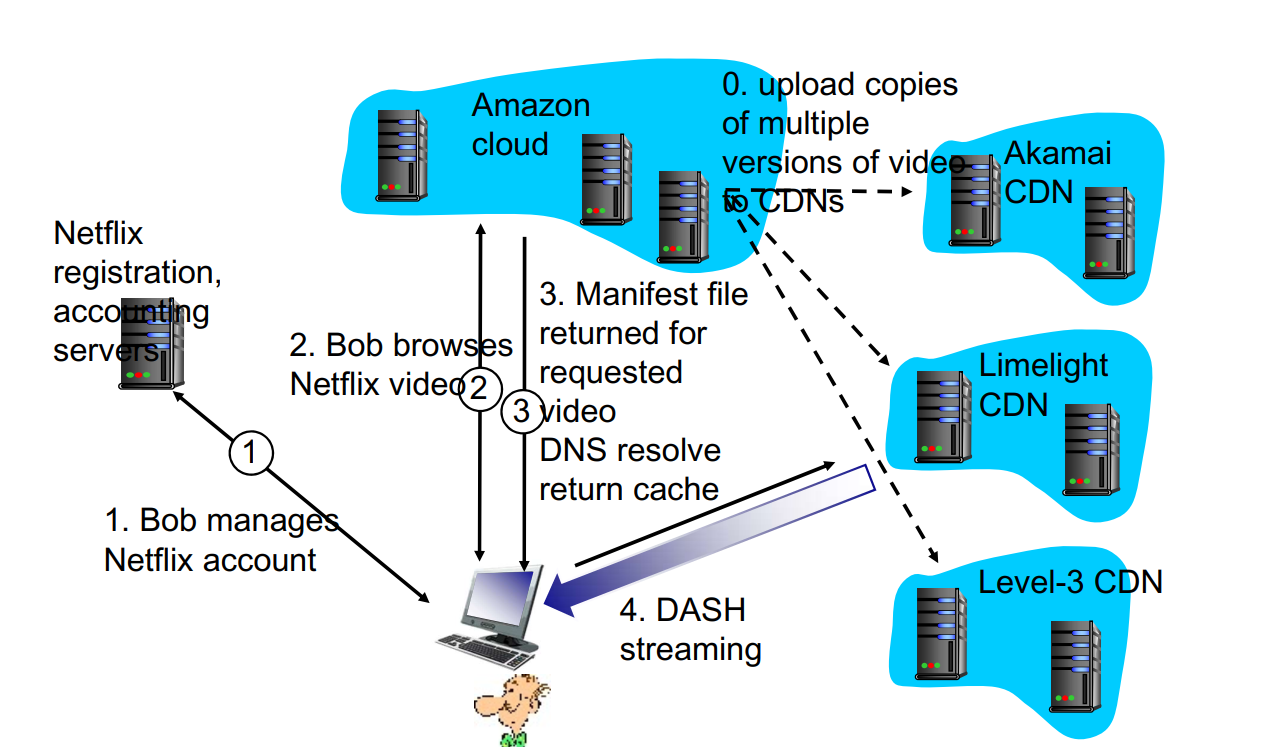 Amazon
cloud
0. upload copies
of multiple
versions of video
to CDNs
Akamai
CDN
Netflix
registration,
accounting
servers
3. Manifest file
returned for
requested
video
DNS resolve
return cache
2. Bob browses
Netflix video
2
3
Limelight
CDN
1
1. Bob manages
Netflix account
4. DASH
streaming
Level-3 CDN